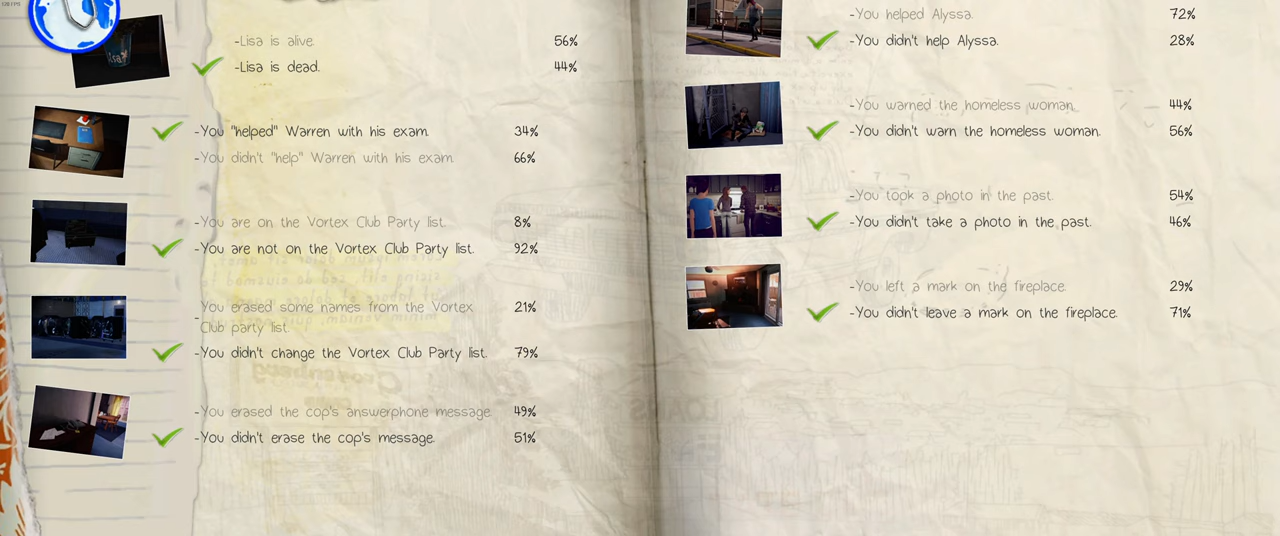 -Lisa is alive. 56%
-Lisa is dead. 44%
-You "helped" Warren with his exam. 34%
-You didn't "help" Warren with his exam. 66%
-You are on the Vortex Club Party list. 8%
-You are not on the Vortex Club Party list. 92%
-You erased some names from the Vortex 21%
Club party list.
-You didn't change the Vortex Club Party list. 79%
-You erased the cop's answerphone message. 49%
-You didn't erase the cop's message. 51%
-You helped Alyssa. 72%
-You didn't help Alyssa. 28%
-You warned the homeless woman. 44%
-You didn't warn the homeless woman. 56%
-You took a photo in the past. 54%
-You didn't take a photo in the past. 46%
-You left a mark on the fireplace. 29%
-You didn't leave a mark on the fireplace. 71%